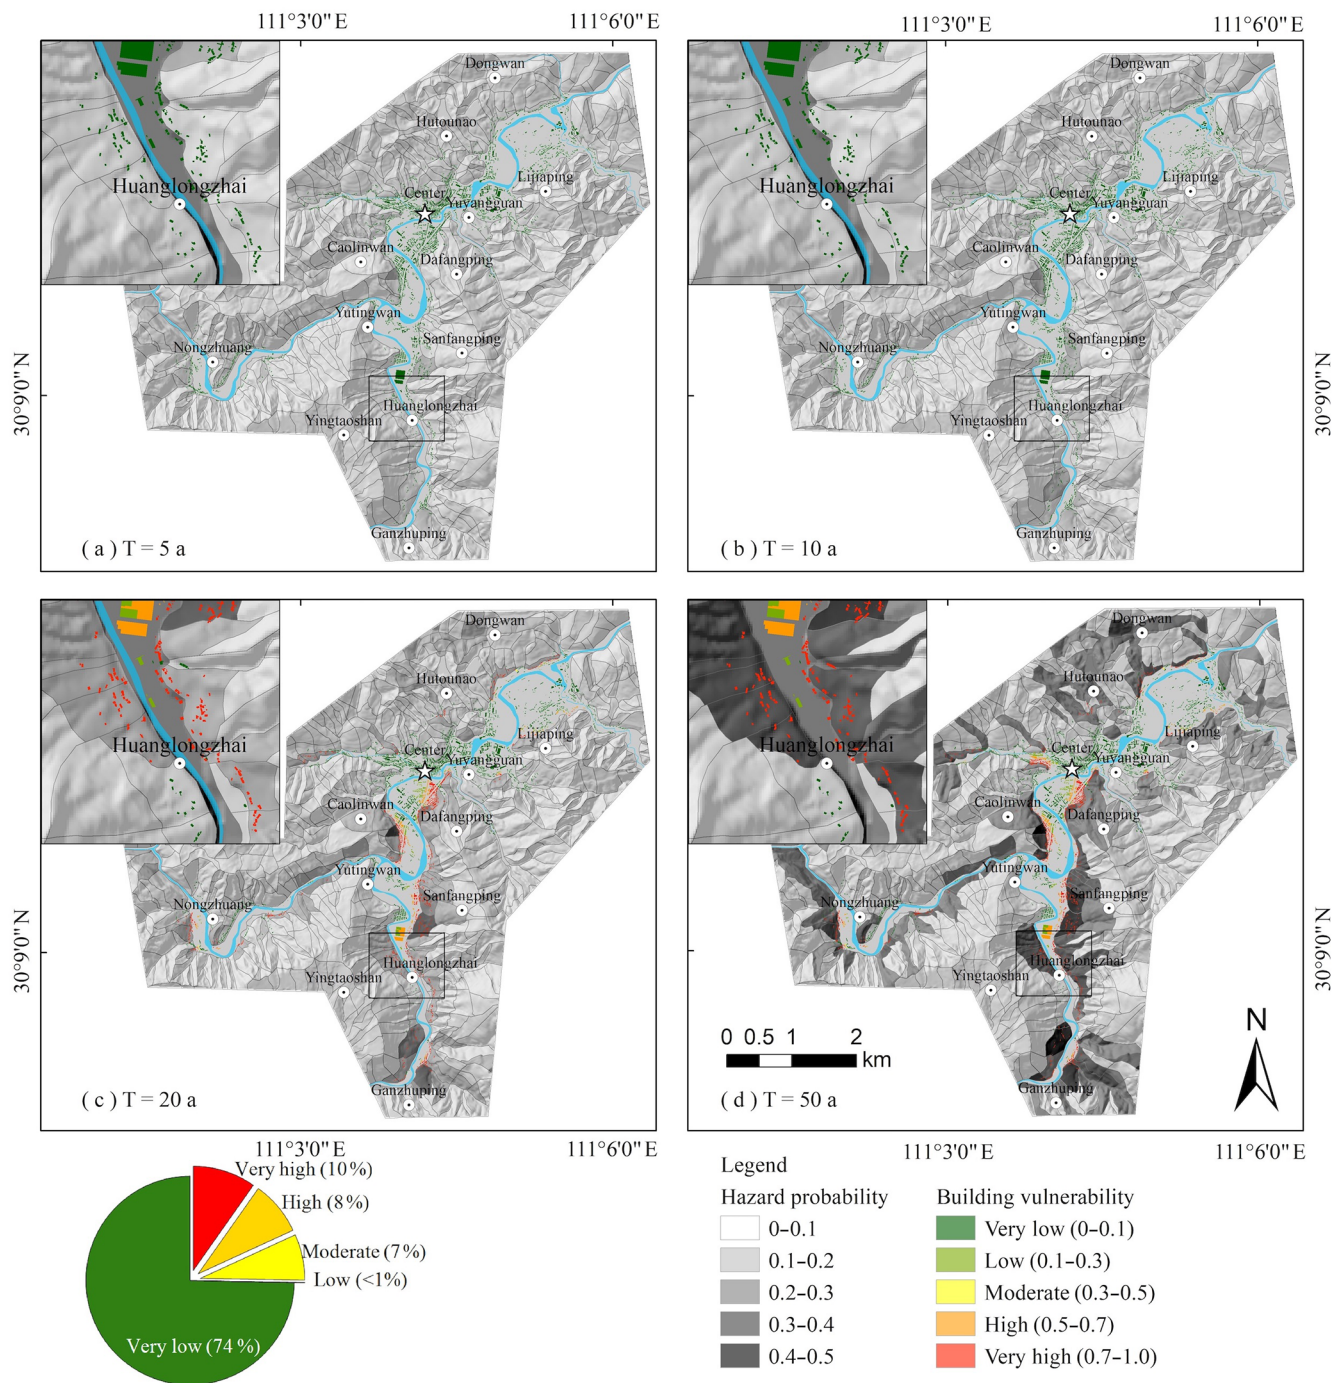 111°3'0" E 111°6'0" E 111°3'0" E 111°6'0" E
Dongwan
Hutounao
Lijiaping
Center
Yuyangguan
Huanglongzhai
Caolinwan
Dafangping
Yutingwan
Sanfangping
Nongzhuang
Huanglongzhai
Yingtaoshan
Ganzhuping
30°9'0" N
( a ) T = 5 a
Dongwan
Hutounao
Lijiaping
Center
Yuyangguan
Huanglongzhai
Caolinwan
Dafangping
Yutingwan
Sanfangping
Nongzhuang
Huanglongzhai
Yingtaoshan
Ganzhuping
30°9'0" N
( b ) T = 10 a
Dongwan
Hutounao
Lijiaping
Center
Yuyangguan
Huanglongzhai
Caolinwan
Dafangping
Yutingwan
Sanfangping
Nongzhuang
Huanglongzhai
Yingtaoshan
Ganzhuping
30°9'0" N
( c ) T = 20 a
Dongwan
Hutounao
Lijiaping
Center
Yuyangguan
Huanglongzhai
Caolinwan
Dafangping
Yutingwan
Sanfangping
Nongzhuang
Huanglongzhai
Yingtaoshan
Ganzhuping
30°9'0" N
N
0 0.5 1 2
km
( d ) T = 50 a
111°3'0" E 111°6'0" E 111°3'0" E 111°6'0" E
Very high (10 %)
High (8 %)
Moderate (7 %)
Low (<1%)
Very low (74 %)
Legend
Hazard probability
0–0.1
0.1–0.2
0.2–0.3
0.3–0.4
0.4–0.5
Building vulnerability
Very low (0–0.1)
Low (0.1–0.3)
Moderate (0.3–0.5)
High (0.5–0.7)
Very high (0.7–1.0)